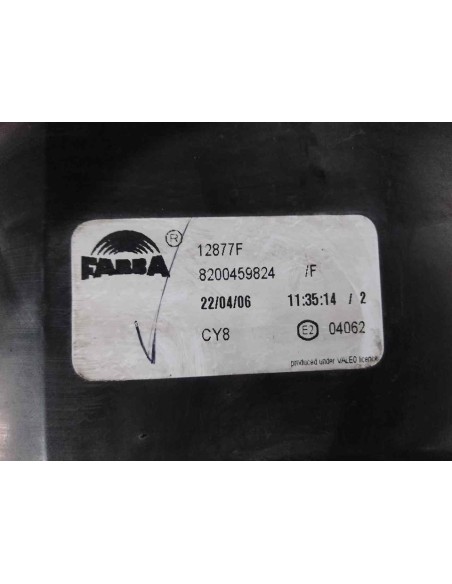 FARBA ®
12877F
8200459824 /F
22/04/06 11:35:14 / 2
CY8 E2 04062
produced under VALEO licence